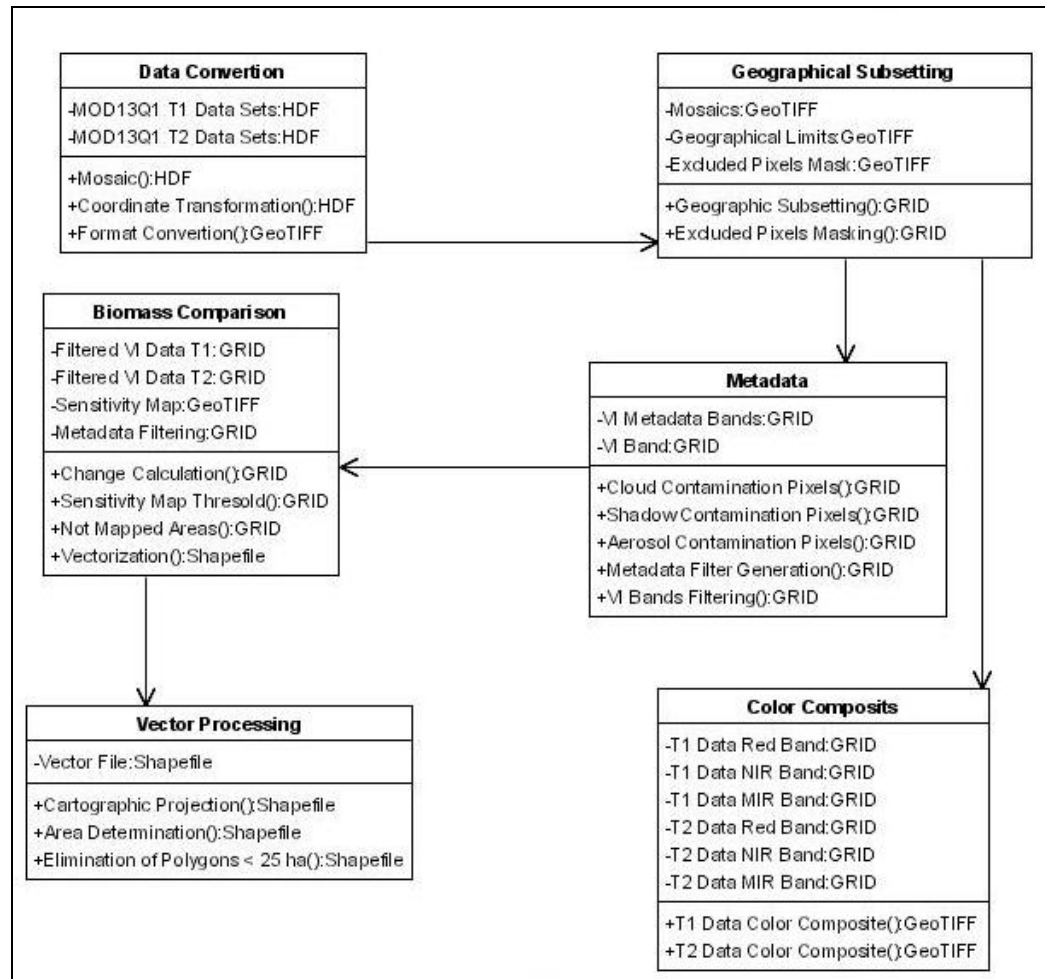 Data Convertion
-MOD13Q1 T1 Data Sets:HDF
-MOD13Q1 T2 Data Sets:HDF
+Mosaic():HDF
+Coordinate Transformation():HDF
+Format Convertion():GeoTIFF
Geographical Subsetting
-Mosaics:GeoTIFF
-Geographical Limits:GeoTIFF
-Excluded Pixels Mask:GeoTIFF
+Geographic Subsetting():GRID
+Excluded Pixels Masking():GRID
Biomass Comparison
-Filtered VI Data T1:GRID
-Filtered VI Data T2:GRID
-Sensitivity Map:GeoTIFF
-Metadata Filtering:GRID
+Change Calculation():GRID
+Sensitivity Map Thresold():GRID
+Not Mapped Areas():GRID
+Vectorization():Shapefile
Metadata
-VI Metadata Bands:GRID
-VI Band:GRID
+Cloud Contamination Pixels():GRID
+Shadow Contamination Pixels():GRID
+Aerosol Contamination Pixels():GRID
+Metadata Filter Generation():GRID
+VI Bands Filtering():GRID
Vector Processing
-Vector File:Shapefile
+Cartographic Projection():Shapefile
+Area Determination():Shapefile
+Elimination of Polygons < 25 ha():Shapefile
Color Composits
-T1 Data Red Band:GRID
-T1 Data NIR Band:GRID
-T1 Data MIR Band:GRID
-T2 Data Red Band:GRID
-T2 Data NIR Band:GRID
-T2 Data MIR Band:GRID
+T1 Data Color Composite():GeoTIFF
+T2 Data Color Composite():GeoTIFF